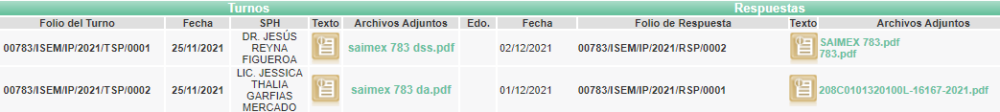 Turnos Respuestas
Folio del Turno Fecha SPH Texto Archivos Adjuntos Edo. Fecha Folio de Respuesta Texto Archivos Adjuntos
00783/ISEM/IP/2021/TSP/0001 25/11/2021 DR. JESÚS REYNA FIGUEROA saimex 783 dss.pdf 02/12/2021 00783/ISEM/IP/2021/RSP/0002 SAIMEX 783.pdf
783.pdf
00783/ISEM/IP/2021/TSP/0002 25/11/2021 LIC. JESSICA THALIA GARFIAS MERCADO saimex 783 da.pdf 01/12/2021 00783/ISEM/IP/2021/RSP/0001 208C0101320100L-16167-2021.pdf